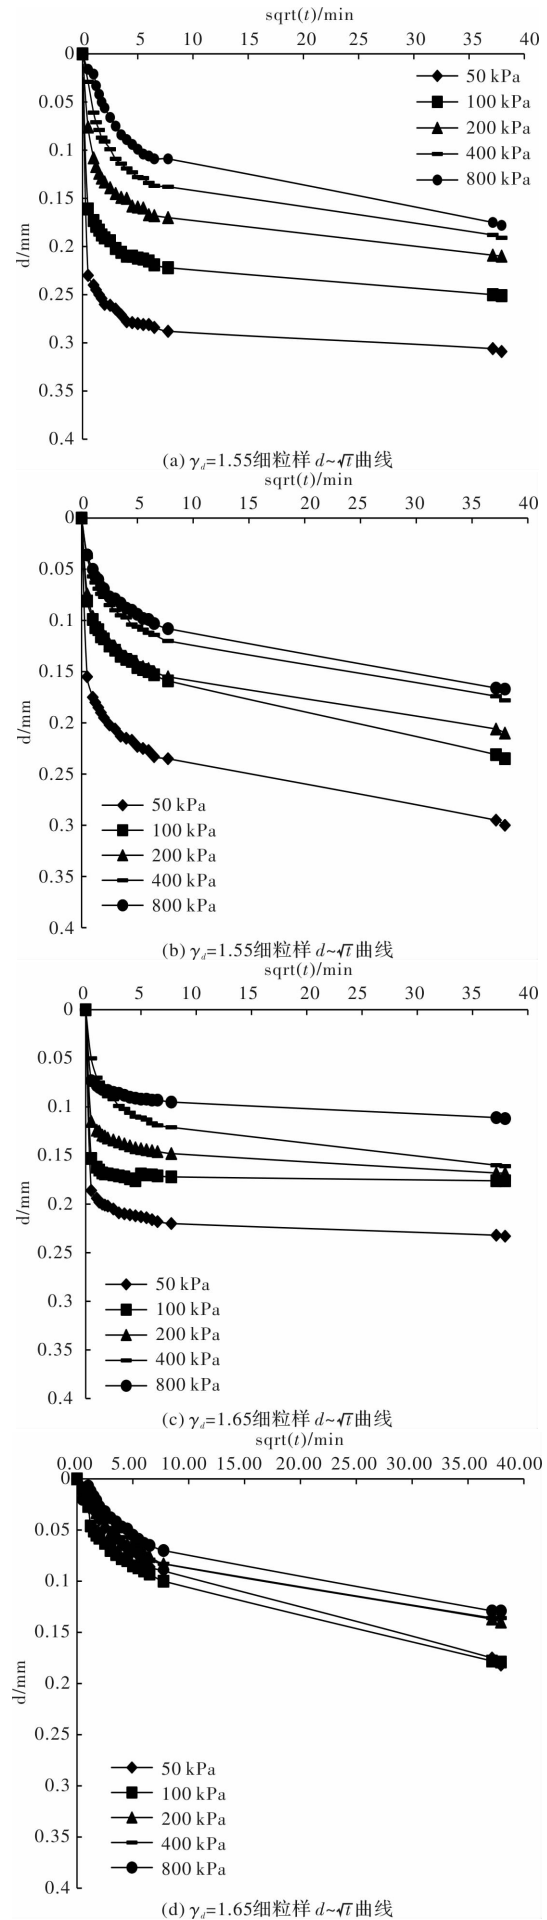 sqrt(t)/min
0 5 10 15 20 25 30 35 40
0
0.05
0.1
0.15
0.2
0.25
0.3
0.35
0.4
d/mm
50 kPa
100 kPa
200 kPa
400 kPa
800 kPa
(a) γd=1.55细粒样 d~√t曲线
sqrt(t)/min
0 5 10 15 20 25 30 35 40
0
0.05
0.1
0.15
0.2
0.25
0.3
0.35
0.4
d/mm
50 kPa
100 kPa
200 kPa
400 kPa
800 kPa
(b) γd=1.55细粒样 d~√t曲线
sqrt(t)/min
0 5 10 15 20 25 30 35 40
0
0.05
0.1
0.15
0.2
0.25
0.3
0.35
0.4
d/mm
50 kPa
100 kPa
200 kPa
400 kPa
800 kPa
(c) γd=1.65细粒样 d~√t曲线
sqrt(t)/min
0.00 5.00 10.00 15.00 20.00 25.00 30.00 35.00 40.00
0
0.05
0.1
0.15
0.2
0.25
0.3
0.35
0.4
d/mm
50 kPa
100 kPa
200 kPa
400 kPa
800 kPa
(d) γd=1.65细粒样 d~√t曲线